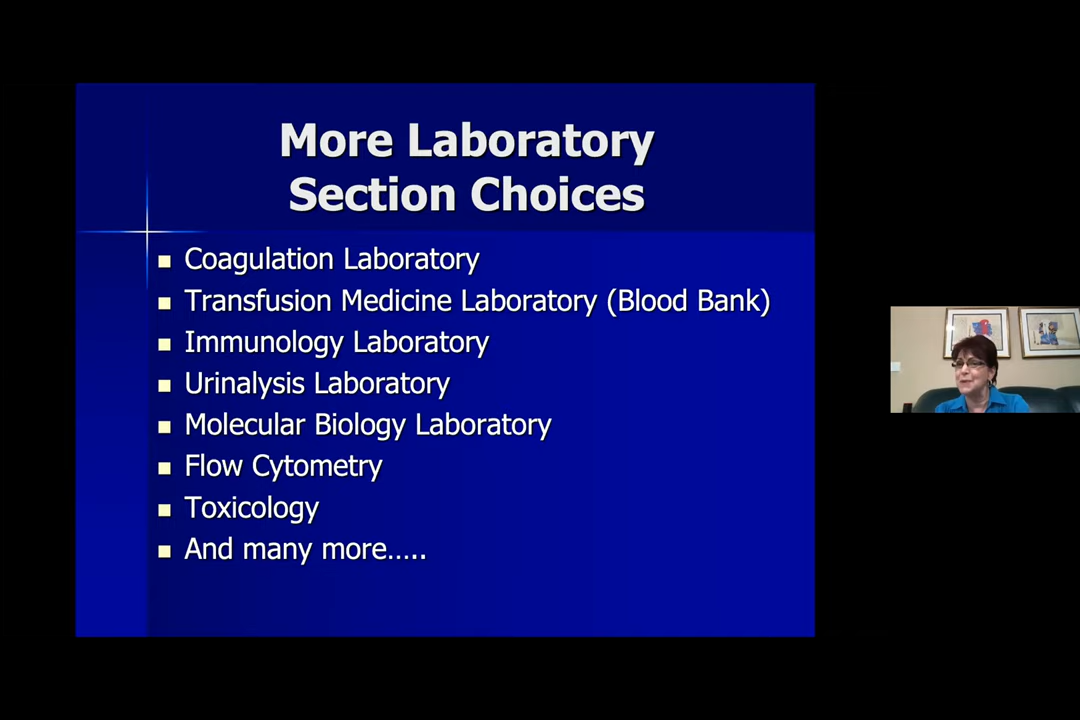 More Laboratory
Section Choices
Coagulation Laboratory
Transfusion Medicine Laboratory (Blood Bank)
Immunology Laboratory
Urinalysis Laboratory
Molecular Biology Laboratory
Flow Cytometry
Toxicology
And many more…..